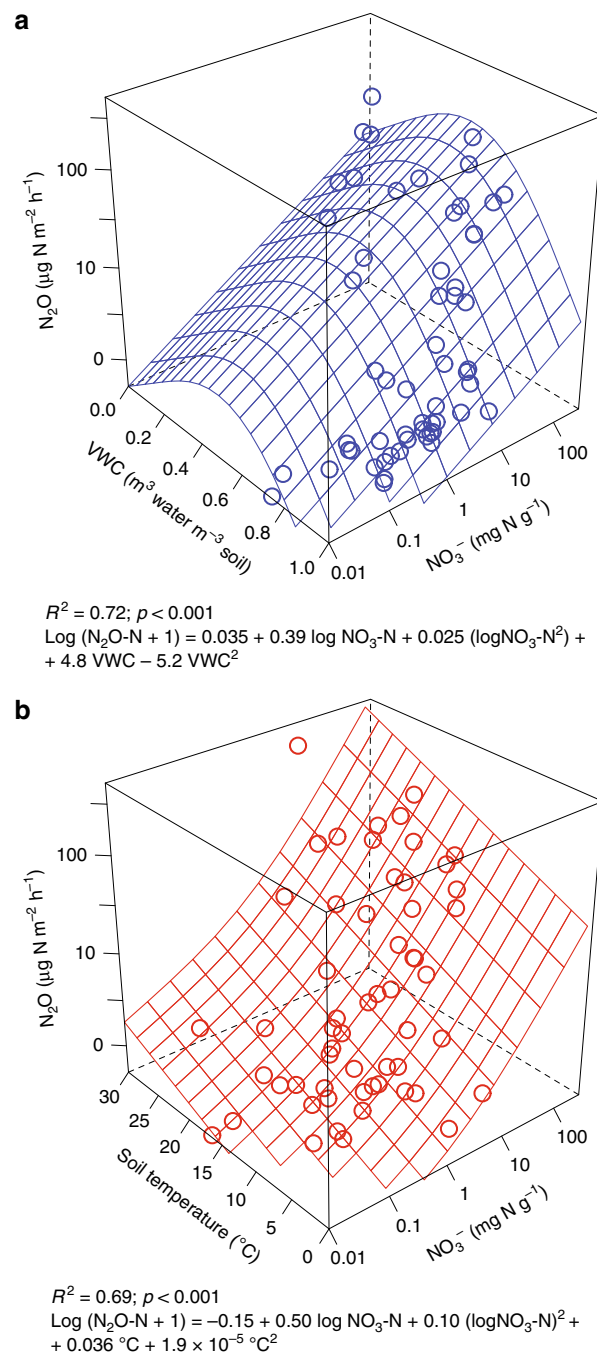 a
N₂O (µg N m⁻² h⁻¹)
100
10
0
0.0
0.2
0.4
0.6
0.8
1.0
VWC (m³ water m⁻³ soil)
0.01
0.1
1
10
100
NO₃⁻ (mg N g⁻¹)
R² = 0.72; p < 0.001
Log (N₂O-N + 1) = 0.035 + 0.39 log NO₃-N + 0.025 (logNO₃-N²) +
+ 4.8 VWC – 5.2 VWC²
b
N₂O (µg N m⁻² h⁻¹)
100
10
0
30
25
20
15
10
5
0
Soil temperature (°C)
0.01
0.1
1
10
100
NO₃⁻ (mg N g⁻¹)
R² = 0.69; p < 0.001
Log (N₂O-N + 1) = –0.15 + 0.50 log NO₃-N + 0.10 (logNO₃-N)² +
+ 0.036 °C + 1.9 × 10⁻⁵ °C²